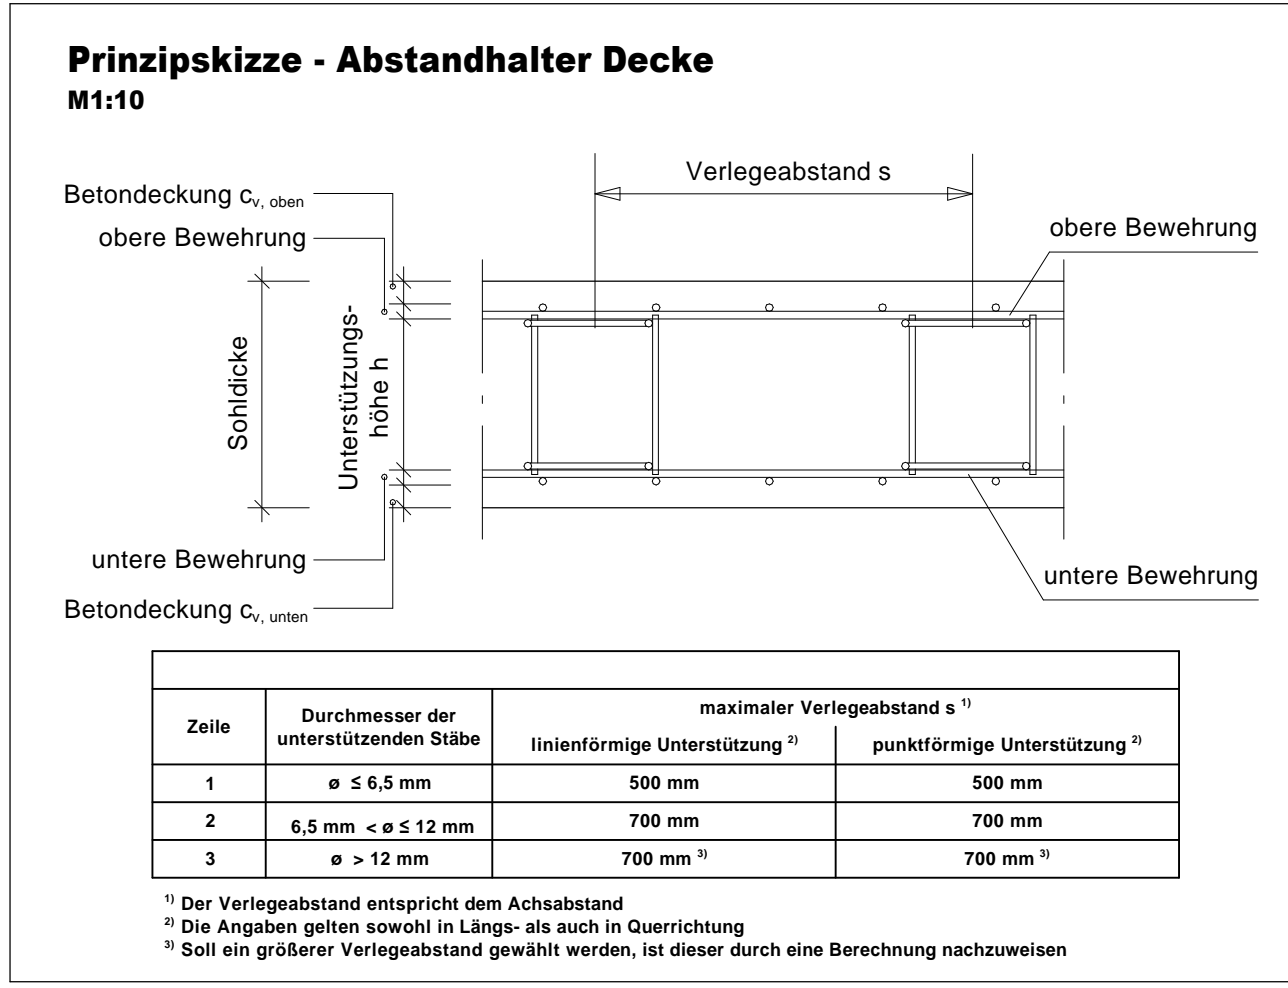 Prinzipskizze - Abstandhalter Decke
M1:10
Verlegeabstand s
Betondeckung cv, oben
obere Bewehrung
obere Bewehrung
Sohldicke
Unterstützungs-
höhe h
untere Bewehrung
untere Bewehrung
Betondeckung cv, unten
Zeile
Durchmesser der
unterstützenden Stäbe
maximaler Verlegeabstand s 1)
linienförmige Unterstützung 2)
punktförmige Unterstützung 2)
1 ø ≤ 6,5 mm 500 mm 500 mm
2 6,5 mm < ø ≤ 12 mm 700 mm 700 mm
3 ø > 12 mm 700 mm 3) 700 mm 3)
1) Der Verlegeabstand entspricht dem Achsabstand
2) Die Angaben gelten sowohl in Längs- als auch in Querrichtung
3) Soll ein größerer Verlegeabstand gewählt werden, ist dieser durch eine Berechnung nachzuweisen